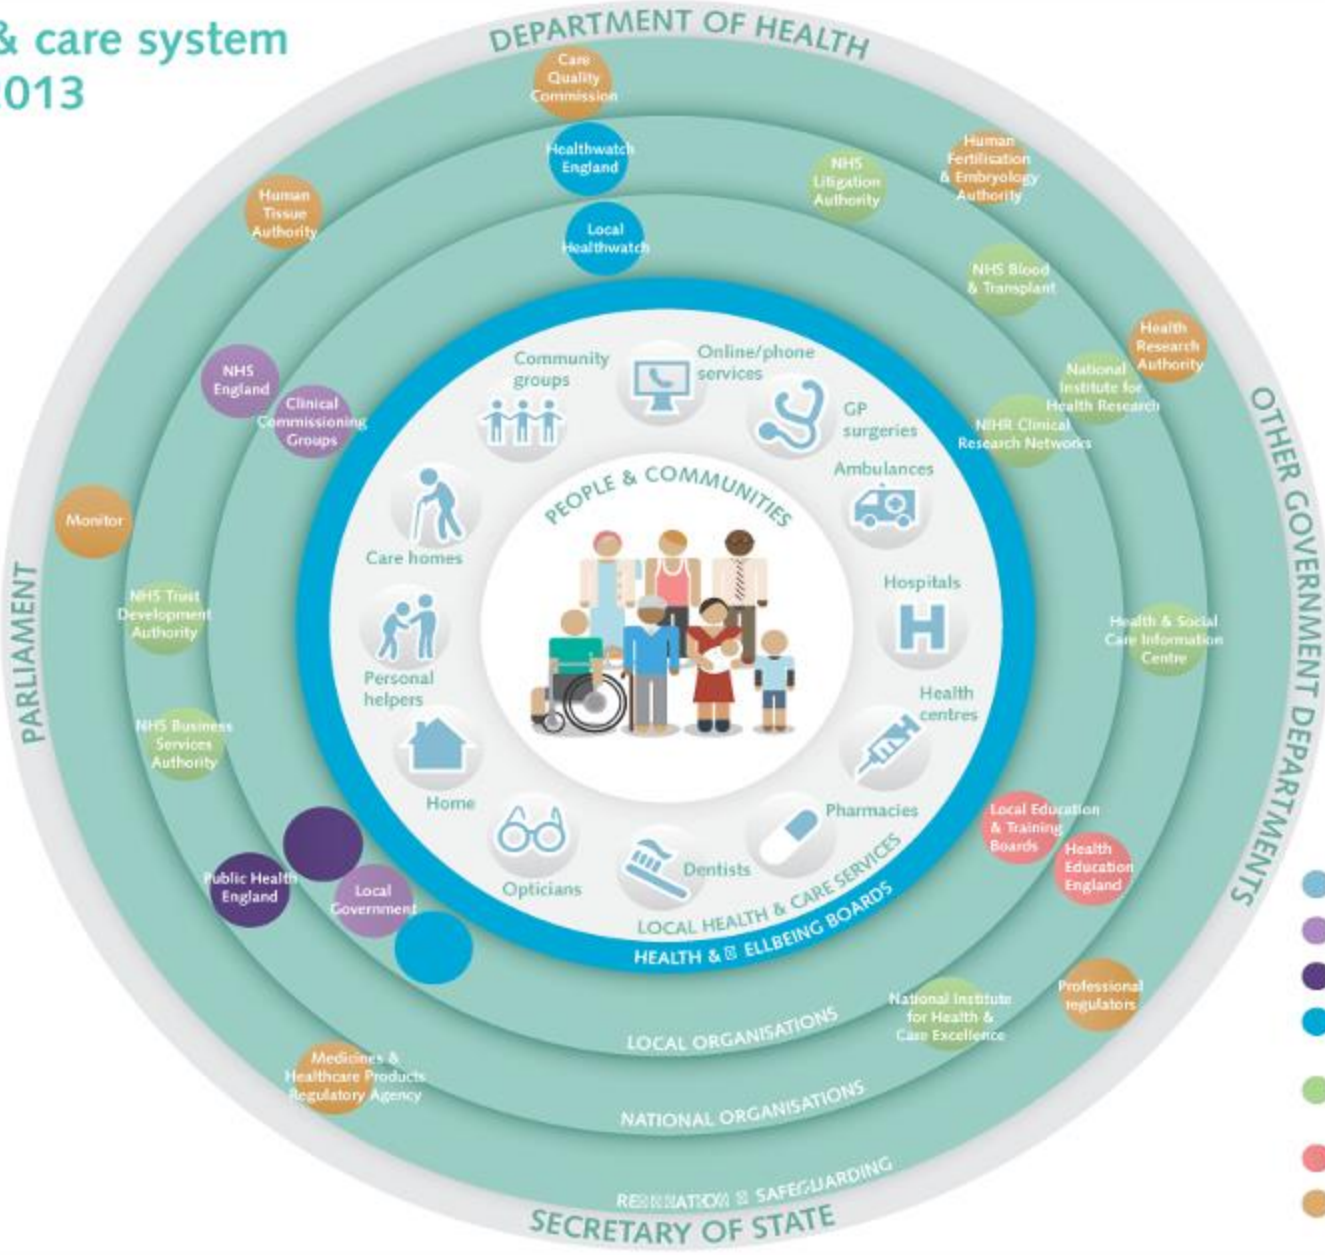 & care system
013
DEPARTMENT OF HEALTH
Care
Quality
Commission
Healthwatch
England
Local
Healthwatch
Human
Tissue
Authority
NHS
Litigation
Authority
Human
Fertilisation
& Embryology
Authority
NHS Blood
& Transplant
Health
Research
Authority
National
Institute for
Health Research
NIHR Clinical
Research Networks
NHS
England
Clinical
Commissioning
Groups
Monitor
NHS Trust
Development
Authority
NHS Business
Services
Authority
PARLIAMENT
OTHER GOVERNMENT DEPARTMENTS
Community
groups
Online/phone
services
GP
surgeries
Ambulances
Care homes
PEOPLE & COMMUNITIES
Hospitals
H
Personal
helpers
Health
centres
Home
Pharmacies
Opticians
Dentists
LOCAL HEALTH & CARE SERVICES
HEALTH & ELLBEING BOARDS
Health & Social
Care Information
Centre
Local Education
& Training
Boards
Health
Education
England
Public Health
England
Local
Government
National Institute
for Health &
Care Excellence
Professional
regulators
Medicines &
Healthcare Products
Regulatory Agency
LOCAL ORGANISATIONS
NATIONAL ORGANISATIONS
SAFEGUARDING
SECRETARY OF STATE